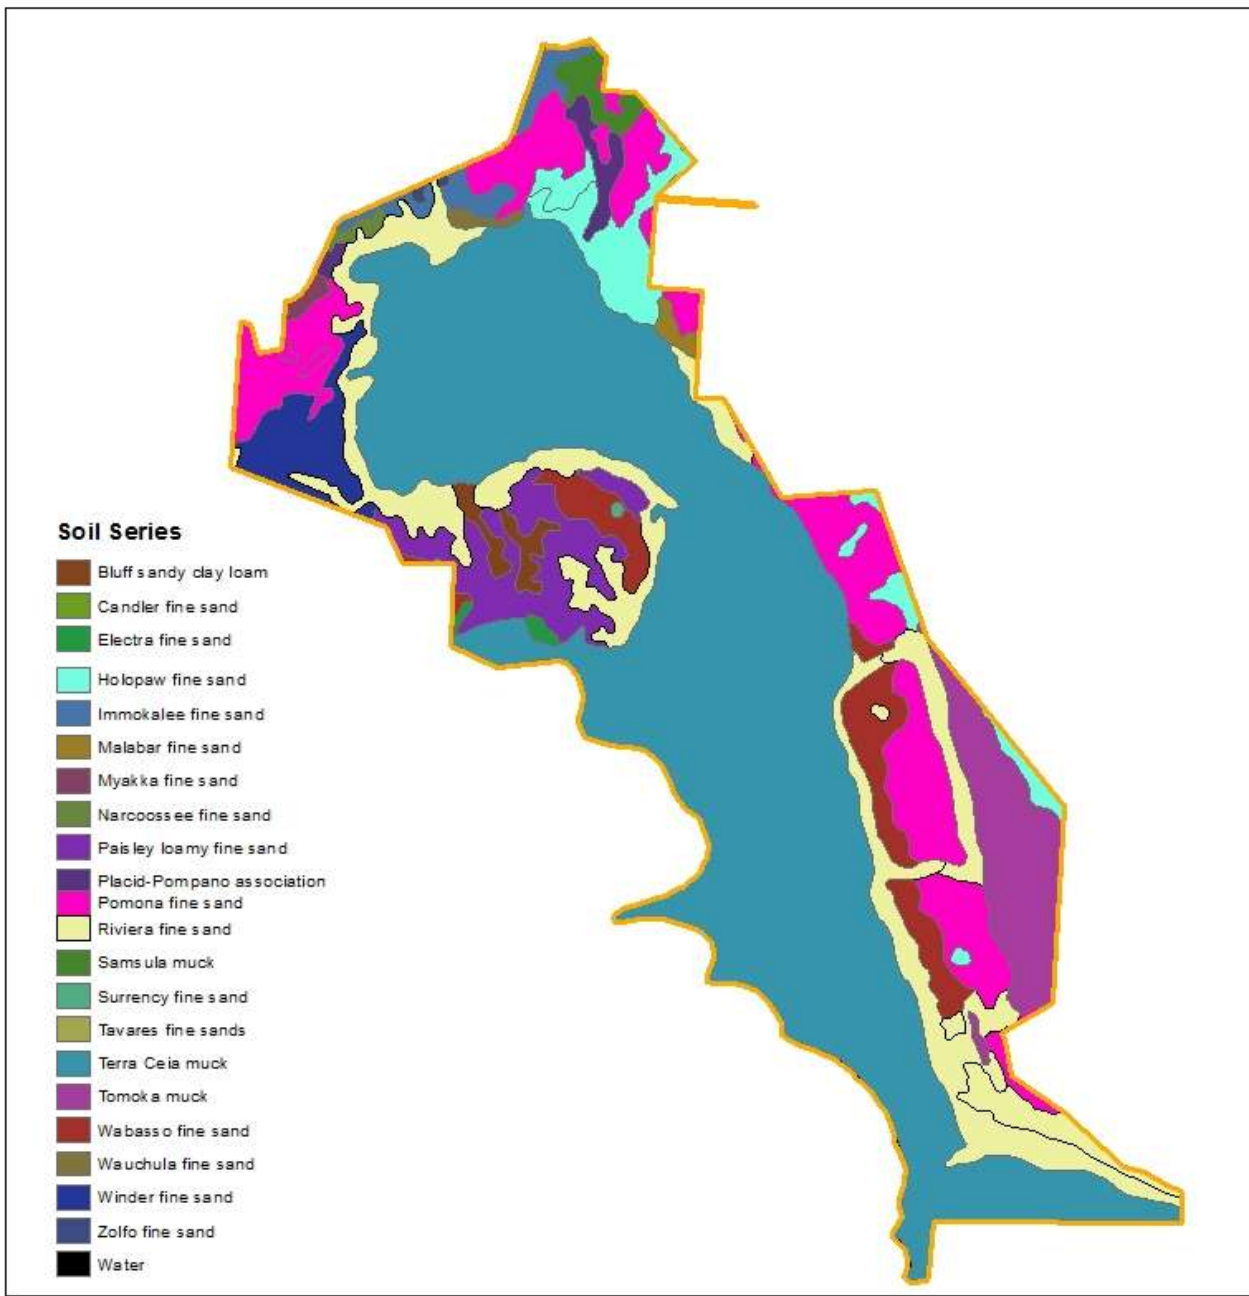 Soil Series
Bluff sandy clay loam
Candler fine sand
Electra fine sand
Holopaw fine sand
Immokalee fine sand
Malabar fine sand
Myakka fine sand
Narcoossee fine sand
Paisley loamy fine sand
Placid-Pompano association
Pomona fine sand
Riviera fine sand
Samsula muck
Surrency fine sand
Tavares fine sands
Terra Ceia muck
Tomoka muck
Wabasso fine sand
Wauchula fine sand
Winder fine sand
Zolfo fine sand
Water